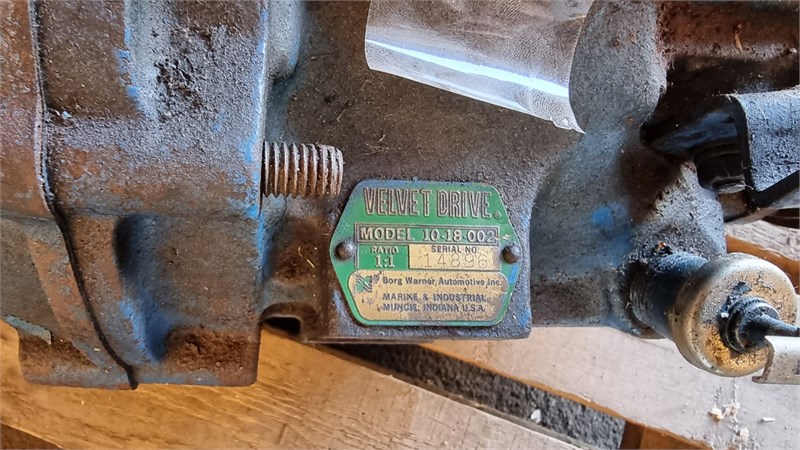 VELVET DRIVE.
MODEL 10-18-002
RATIO SERIAL NO.
1:1 14896
Borg Warner Automotive, Inc.
MARINE & INDUSTRIAL
MUNCIE, INDIANA U.S.A.